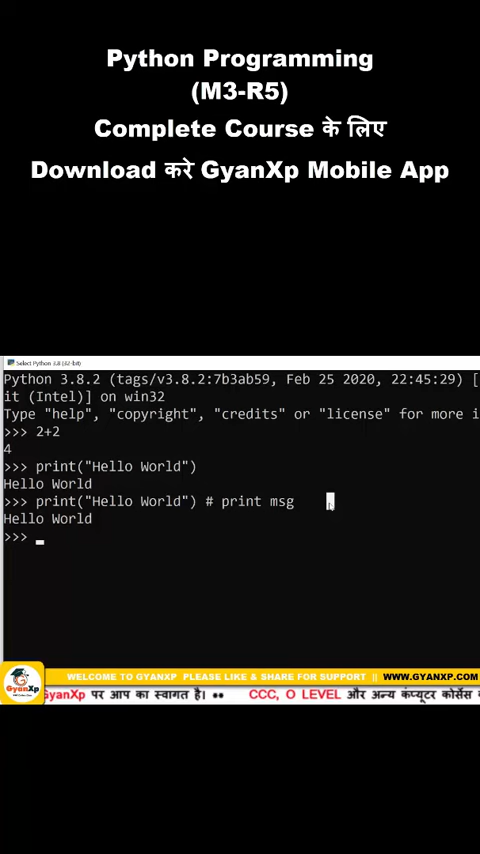 Python Programming
(M3-R5)
Complete Course के लिए
Download करे GyanXp Mobile App
Select Python 3.8 (32-bit)
Python 3.8.2 (tags/v3.8.2:7b3ab59, Feb 25 2020, 22:45:29) [
it (Intel)] on win32
Type "help", "copyright", "credits" or "license" for more i
>>> 2+2
4
>>> print("Hello World")
Hello World
>>> print("Hello World") # print msg
Hello World
>>> _
WELCOME TO GYANXP PLEASE LIKE & SHARE FOR SUPPORT || WWW.GYANXP.COM
GyanXp
GyanXp पर आप का स्वागत है। ** CCC, O LEVEL और अन्य कंप्यूटर कोर्सेस